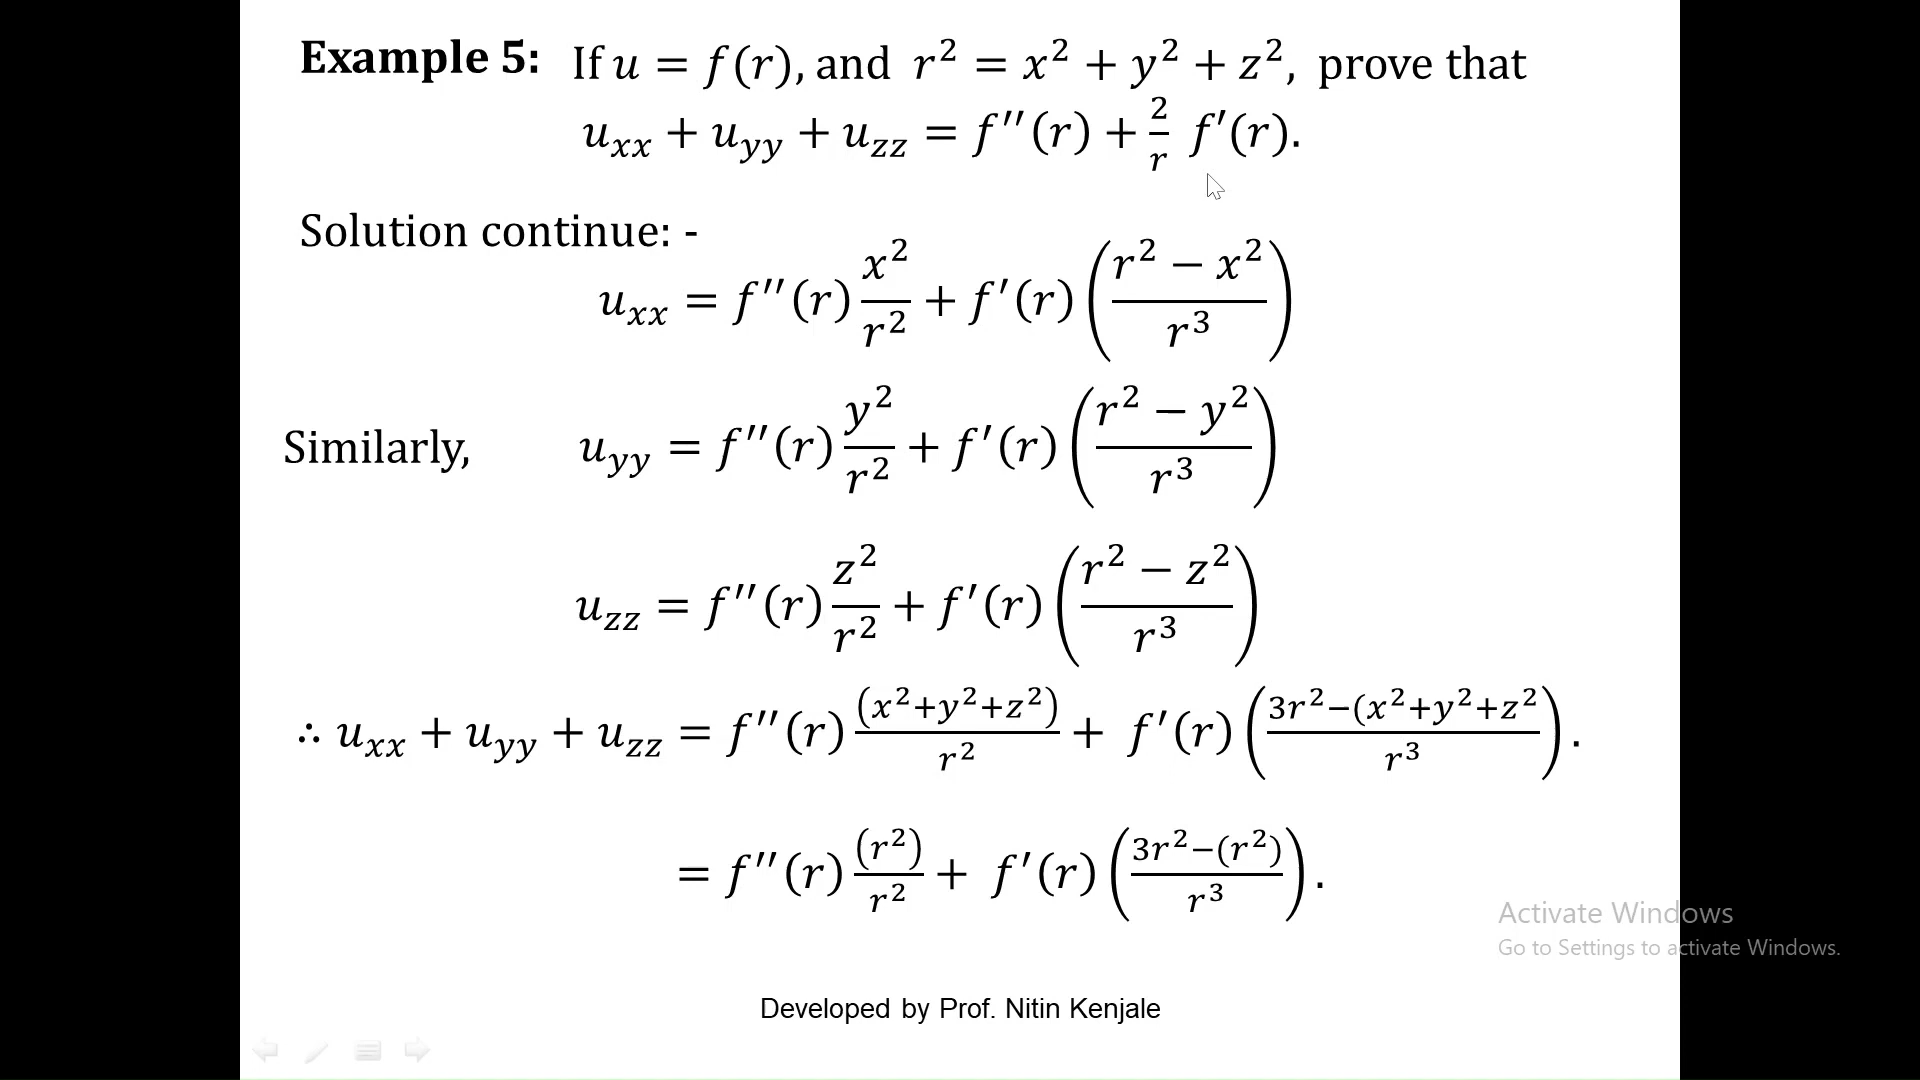 Example 5: If u = f(r), and r² = x² + y² + z², prove that
u_xx + u_yy + u_zz = f′′(r) + 2/r f′(r).
Solution continue: -
u_xx = f′′(r) x²/r² + f′(r) ((r² − x²)/r³)
Similarly, u_yy = f′′(r) y²/r² + f′(r) ((r² − y²)/r³)
u_zz = f′′(r) z²/r² + f′(r) ((r² − z²)/r³)
∴ u_xx + u_yy + u_zz = f′′(r) (x²+y²+z²)/r² + f′(r) ((3r²−(x²+y²+z²)/r³).
= f′′(r) (r²)/r² + f′(r) ((3r²−(r²))/r³).
Activate Windows
Go to Settings to activate Windows.
Developed by Prof. Nitin Kenjale